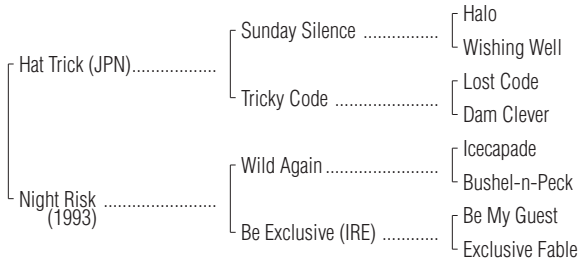 Halo
Sunday Silence ................
Wishing Well
Hat Trick (JPN)..................
Lost Code
Tricky Code ......................
Dam Clever
Icecapade
Wild Again........................
Bushel-n-Peck
Night Risk .......................
(1993)
Be My Guest
Be Exclusive (IRE) ............
Exclusive Fable